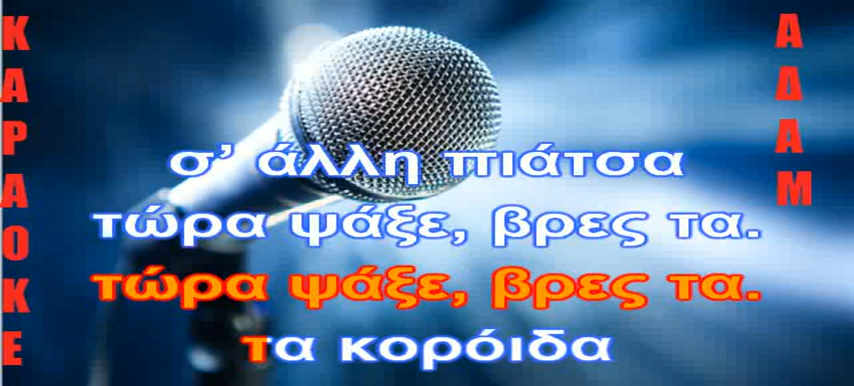 ΚΑΡΑΟΚΕ
ΑΔΑΜ
σ' άλλη πιάτσα
τώρα ψάξε, βρες τα.
τώρα ψάξε, βρες τα.
τα κορόιδα